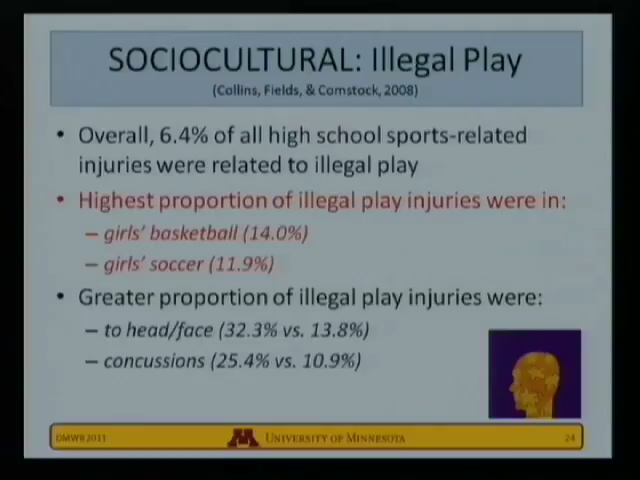 SOCIOCULTURAL: Illegal Play
(Collins, Fields, & Comstock, 2008)
• Overall, 6.4% of all high school sports-related
injuries were related to illegal play
• Highest proportion of illegal play injuries were in:
– girls' basketball (14.0%)
– girls' soccer (11.9%)
• Greater proportion of illegal play injuries were:
– to head/face (32.3% vs. 13.8%)
– concussions (25.4% vs. 10.9%)
DMWB 2011
M
UNIVERSITY OF MINNESOTA
24